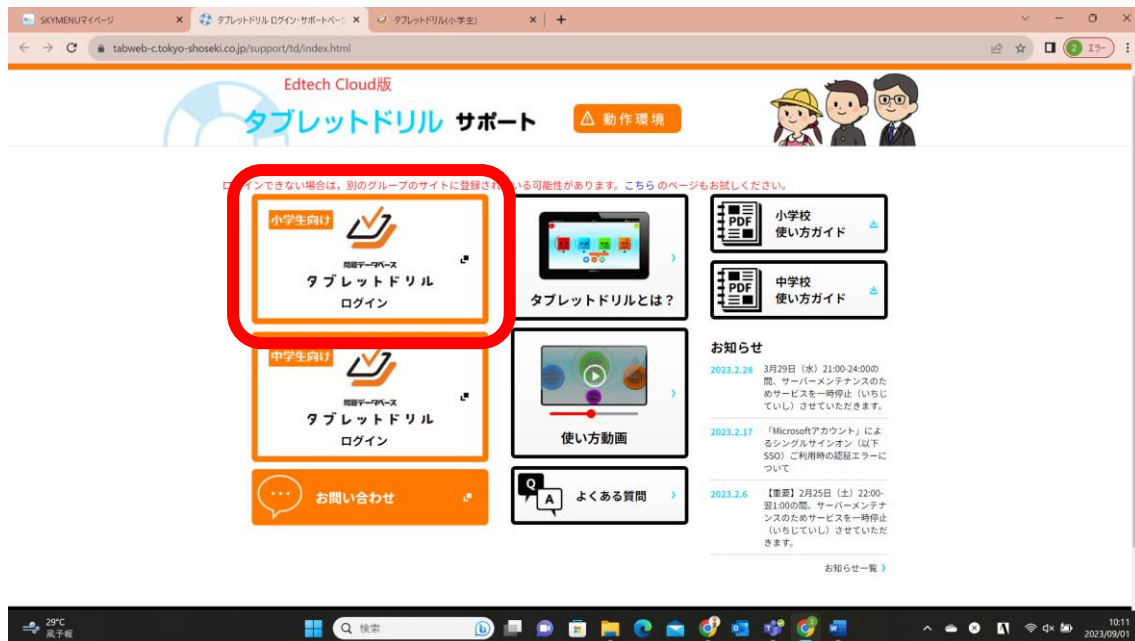 SKYMENUマイページ
タブレットドリル ログイン・サポートページ
タブレットドリル(小学生)
tabweb-c.tokyo-shoseki.co.jp/support/td/index.html
2 エラー
Edtech Cloud版
タブレットドリル サポート
動作環境
ログインできない場合は，別のグループのサイトに登録されている可能性があります。こちら のページもお試しください。
小学生向け
問題データベース
タブレットドリル
ログイン
タブレットドリルとは？
PDF
小学校
使い方ガイド
PDF
中学校
使い方ガイド
中学生向け
問題データベース
タブレットドリル
ログイン
使い方動画
お知らせ
2023.2.28 3月29日（水）21:00-24:00の
間、サーバーメンテナンスのた
めサービスを一時停止（いちじ
ていし）させていただきます。
2023.2.17 「Microsoftアカウント」によ
るシングルサインオン（以下
SSO）ご利用時の認証エラーに
ついて
2023.2.6 【重要】2月25日（土）22:00-
翌1:00の間、サーバーメンテナ
ンスのためサービスを一時停止
（いちじていし）させていただ
きます。
お知らせ一覧
お問い合わせ
Q
A
よくある質問
29°C
風予報
検索
10:11
2023/09/01